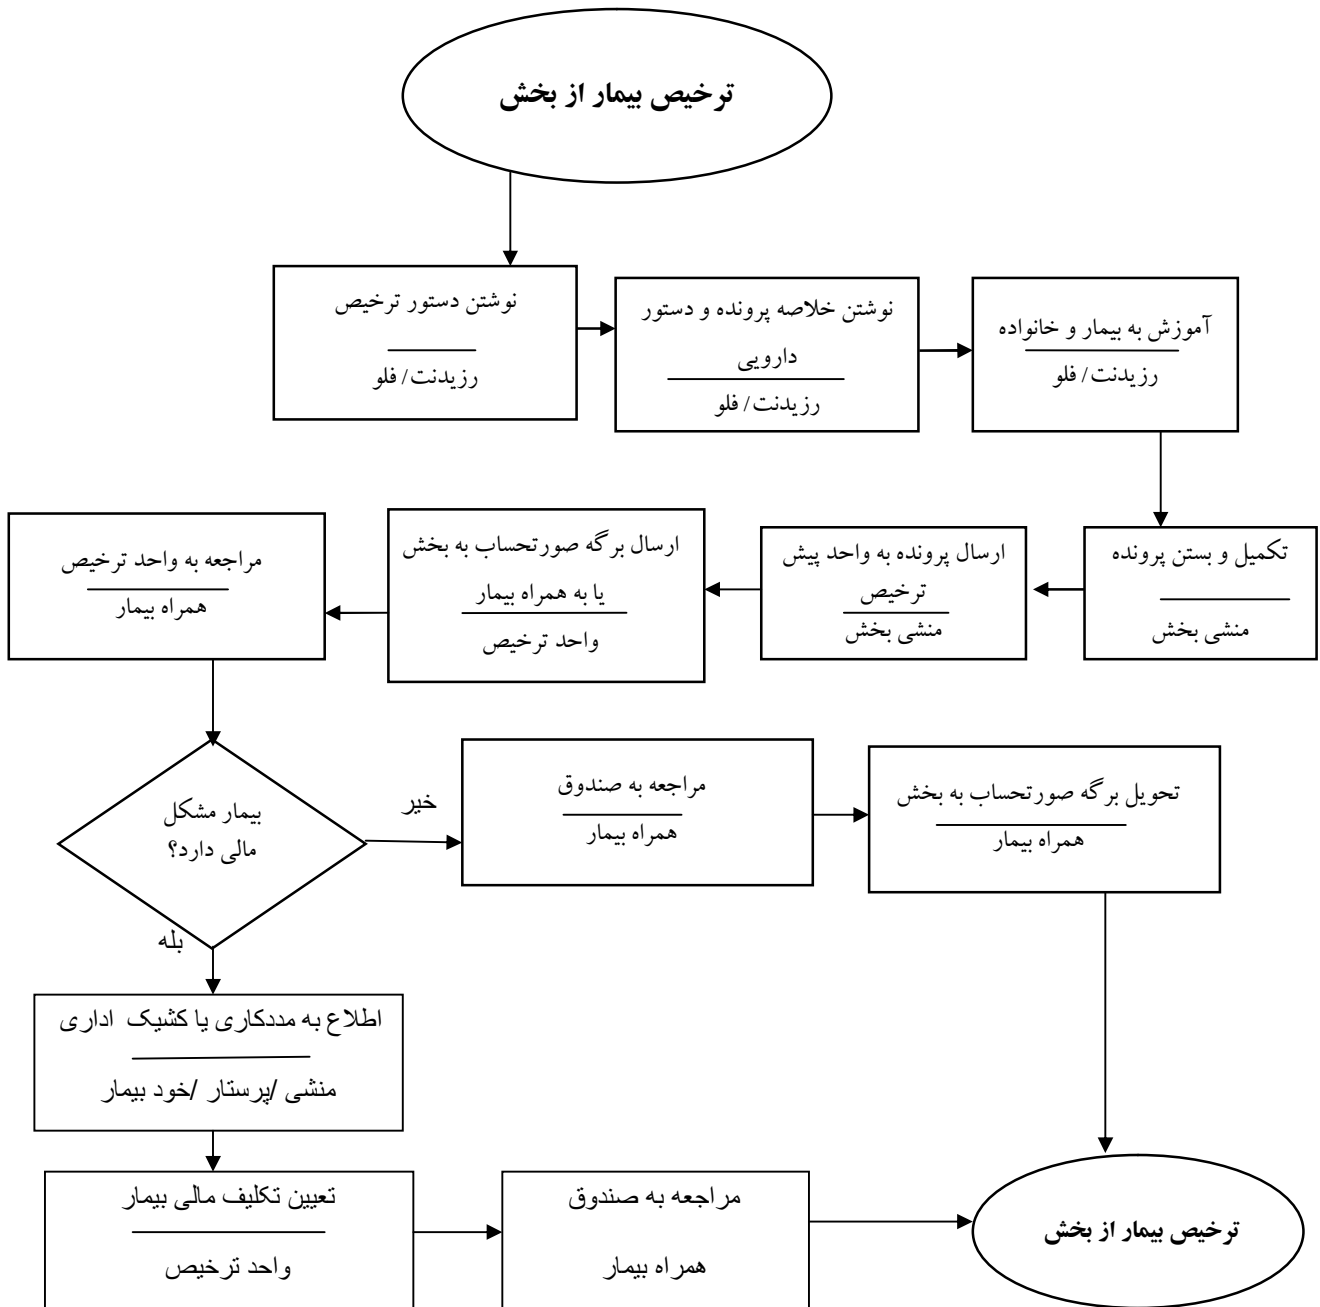 ترخیص بیمار از بخش
نوشتن دستور ترخیص
رزیدنت/ فلو
نوشتن خلاصه پرونده و دستور
دارویی
رزیدنت/ فلو
آموزش به بیمار و خانواده
رزیدنت/ فلو
تکمیل و بستن پرونده
منشی بخش
ارسال پرونده به واحد پیش
ترخیص
منشی بخش
ارسال برگه صورتحساب به بخش
یا به همراه بیمار
واحد ترخیص
مراجعه به واحد ترخیص
همراه بیمار
بیمار مشکل
مالی دارد؟
خیر
مراجعه به صندوق
همراه بیمار
تحویل برگه صورتحساب به بخش
همراه بیمار
بله
اطلاع به مددکاری یا کشیک اداری
منشی /پرستار /خود بیمار
تعیین تکلیف مالی بیمار
واحد ترخیص
مراجعه به صندوق
همراه بیمار
ترخیص بیمار از بخش